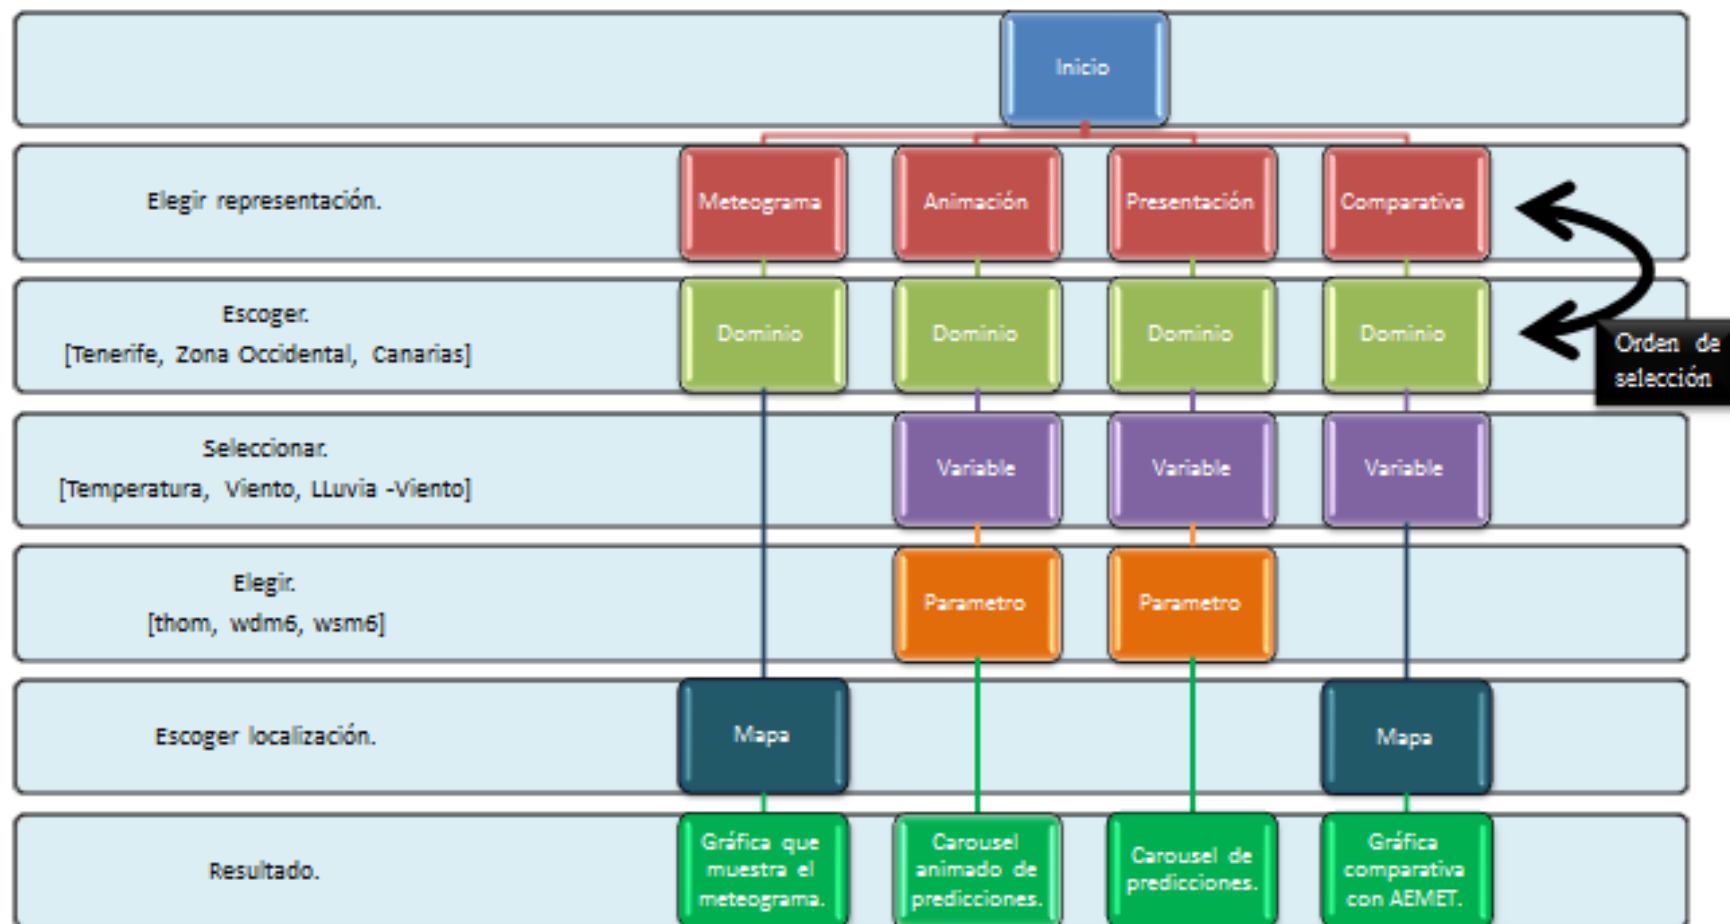 Inicio
Elegir representación.
Meteograma
Animación
Presentación
Comparativa
Escoger.
[Tenerife, Zona Occidental, Canarias]
Dominio
Dominio
Dominio
Dominio
Orden de
selección
Seleccionar.
[Temperatura, Viento, LLuvia -Viento]
Variable
Variable
Variable
Elegir.
[thom, wdm6, wsm6]
Parametro
Parametro
Escoger localización.
Mapa
Mapa
Resultado.
Gráfica que
muestra el
meteograma.
Carousel
animado de
predicciones.
Carousel de
predicciones.
Gráfica
comparativa
con AEMET.